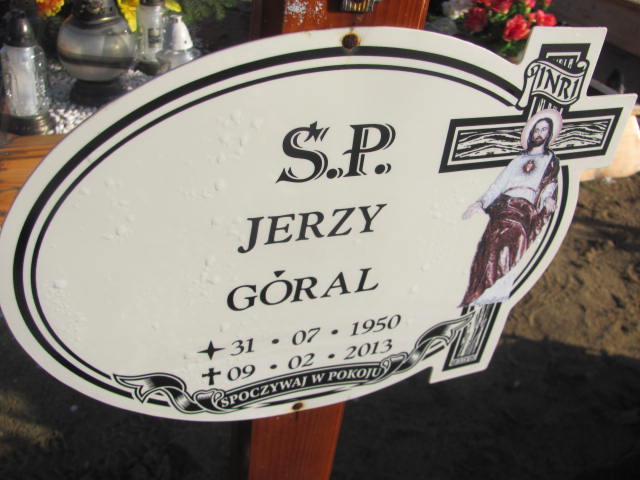 INRI
Ś.P.
JERZY
GÓRAL
31 • 07 • 1950
09 • 02 • 2013
SPOCZYWAJ W POKOJU